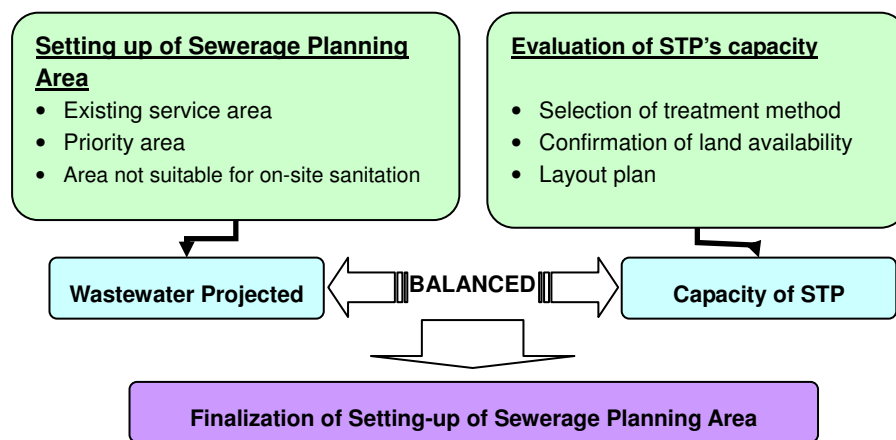 Setting up of Sewerage Planning
Area
• Existing service area
• Priority area
• Area not suitable for on-site sanitation
Evaluation of STP's capacity
• Selection of treatment method
• Confirmation of land availability
• Layout plan
Wastewater Projected
BALANCED
Capacity of STP
Finalization of Setting-up of Sewerage Planning Area